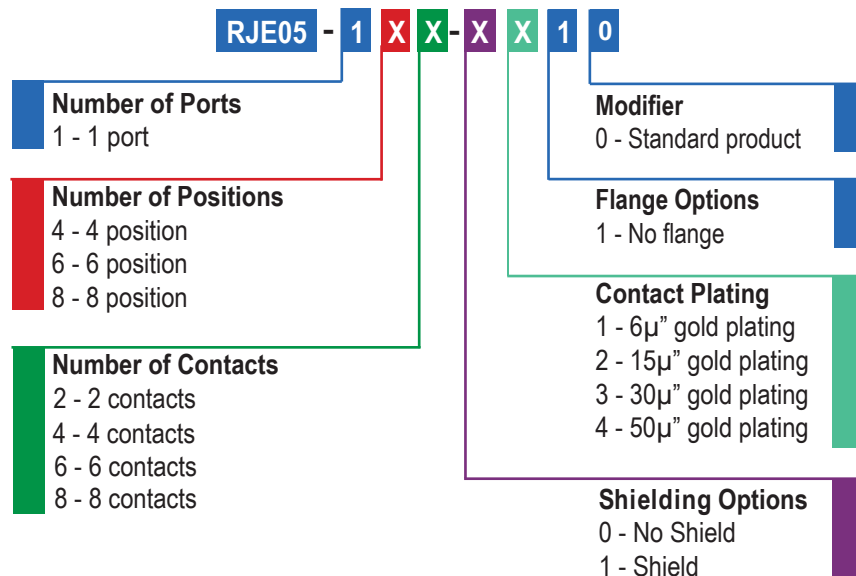 RJE05 - 1 X X - X X 1 0
Number of Ports
1 - 1 port
Number of Positions
4 - 4 position
6 - 6 position
8 - 8 position
Number of Contacts
2 - 2 contacts
4 - 4 contacts
6 - 6 contacts
8 - 8 contacts
Modifier
0 - Standard product
Flange Options
1 - No flange
Contact Plating
1 - 6µ” gold plating
2 - 15µ” gold plating
3 - 30µ” gold plating
4 - 50µ” gold plating
Shielding Options
0 - No Shield
1 - Shield